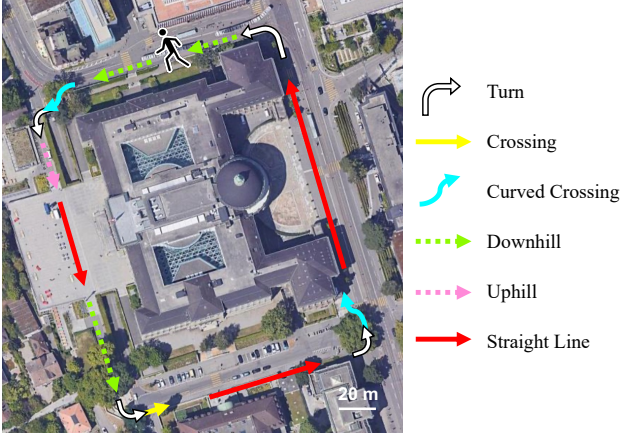 Turn
Crossing
Curved Crossing
Downhill
Uphill
Straight Line
20 m